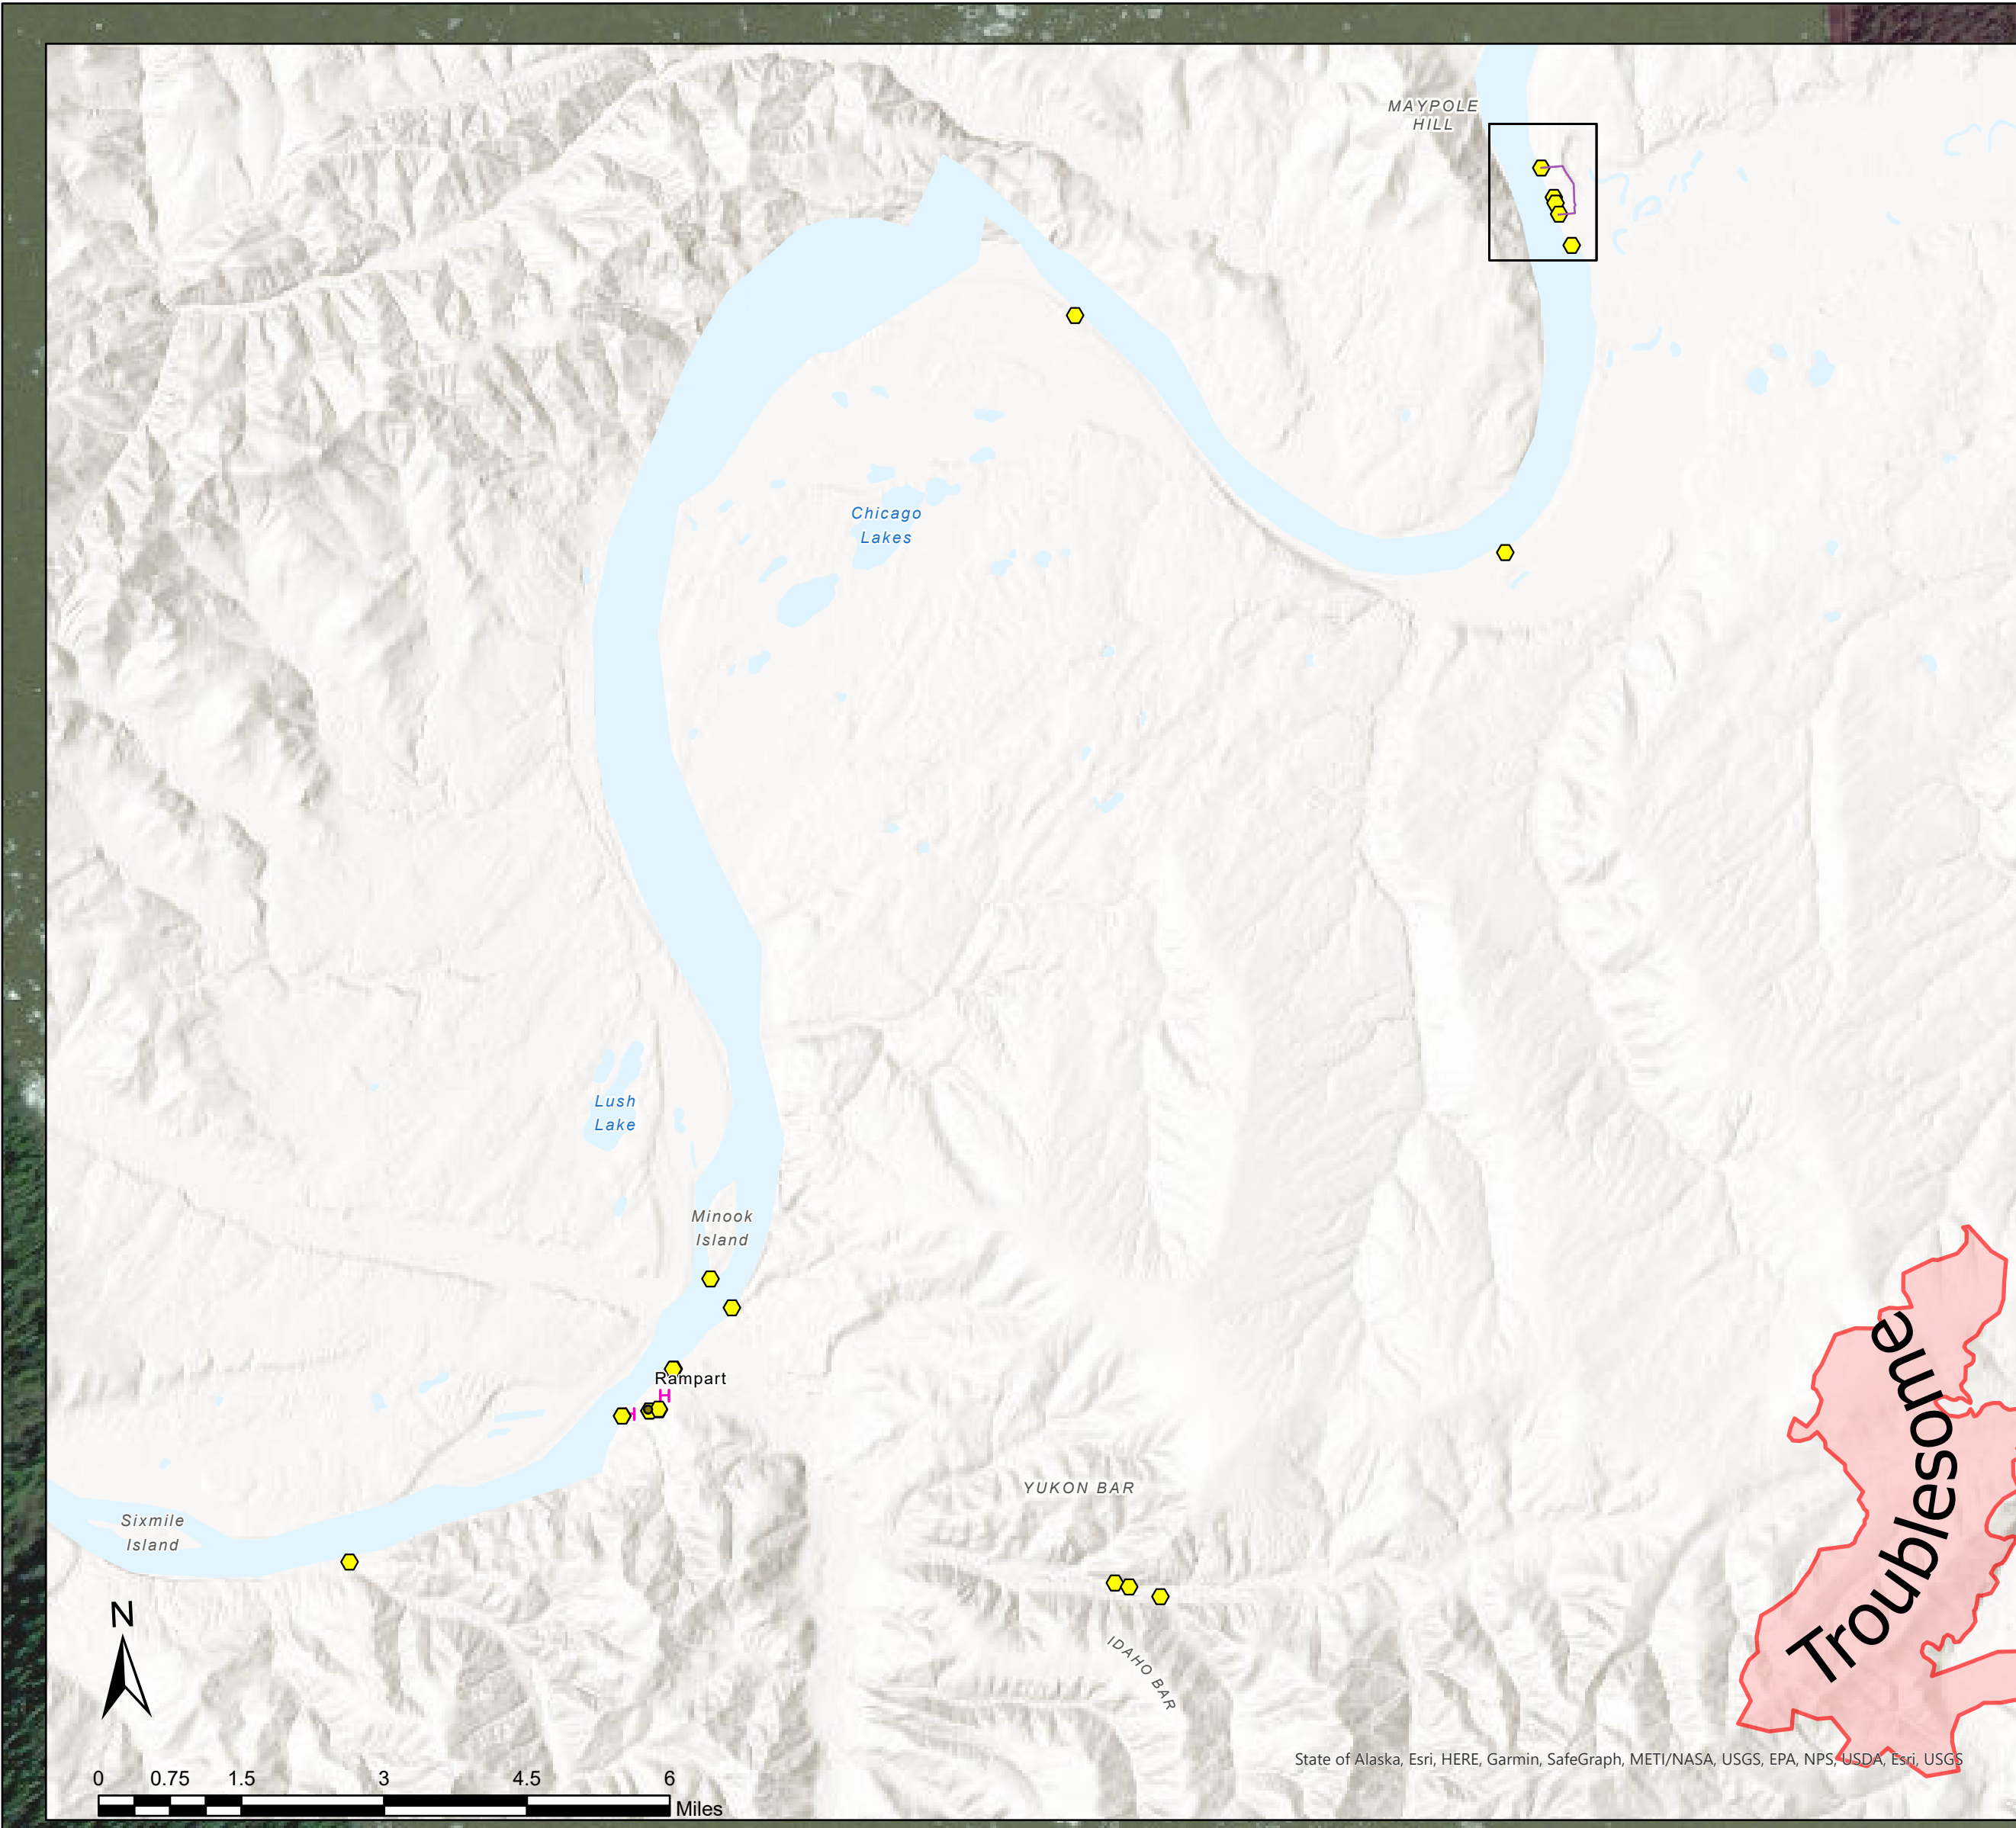 MAYPOLE
HILL
Chicago
Lakes
Lush
Lake
Minook
Island
Rampart
H
H
YUKON BAR
Sixmile
Island
IDAHO BAR
Troublesome
N
State of Alaska, Esri, HERE, Garmin, SafeGraph, METI/NASA, USGS, EPA, NPS, USDA, Esri, USGS
0 0.75 1.5 3 4.5 6
Miles